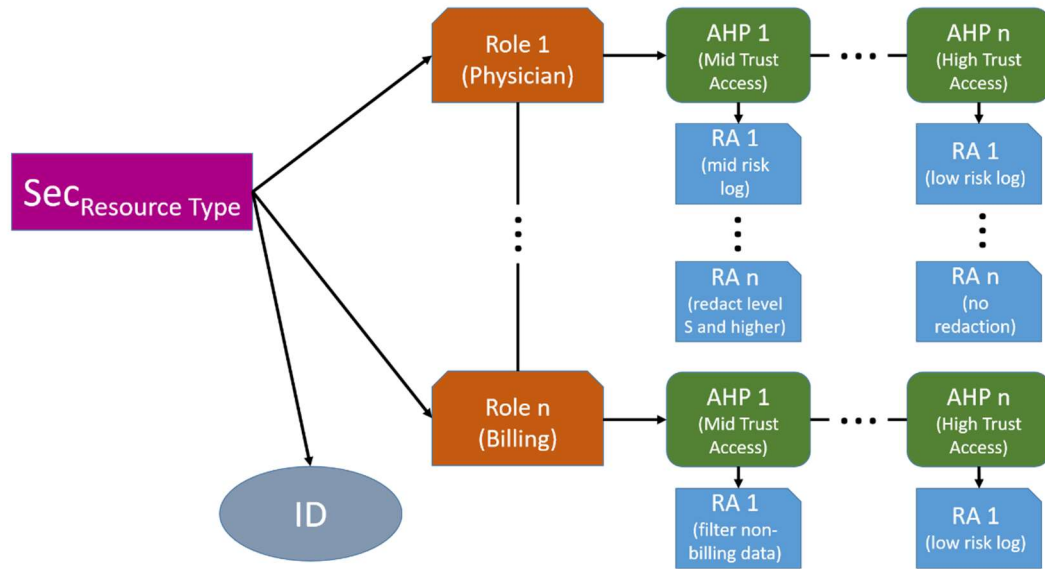 Role 1
(Physician)
AHP 1
(Mid Trust
Access)
AHP n
(High Trust
Access)
RA 1
(mid risk
log)
RA 1
(low risk log)
Sec Resource Type
RA n
(redact level
S and higher)
RA n
(no
redaction)
Role n
(Billing)
AHP 1
(Mid Trust
Access)
AHP n
(High Trust
Access)
ID
RA 1
(filter non-
billing data)
RA 1
(low risk log)